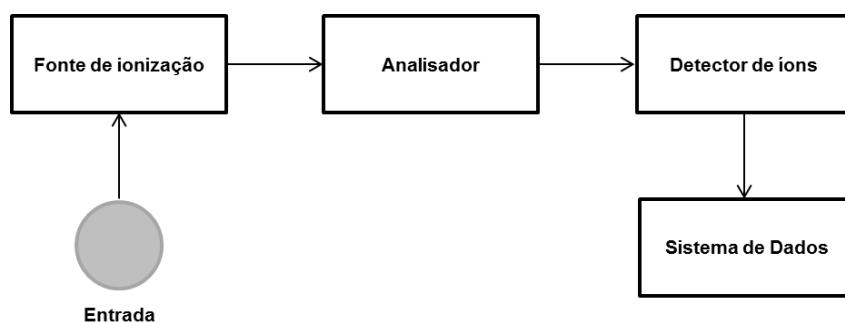 Fonte de ionização
Analisador
Detector de íons
Sistema de Dados
Entrada